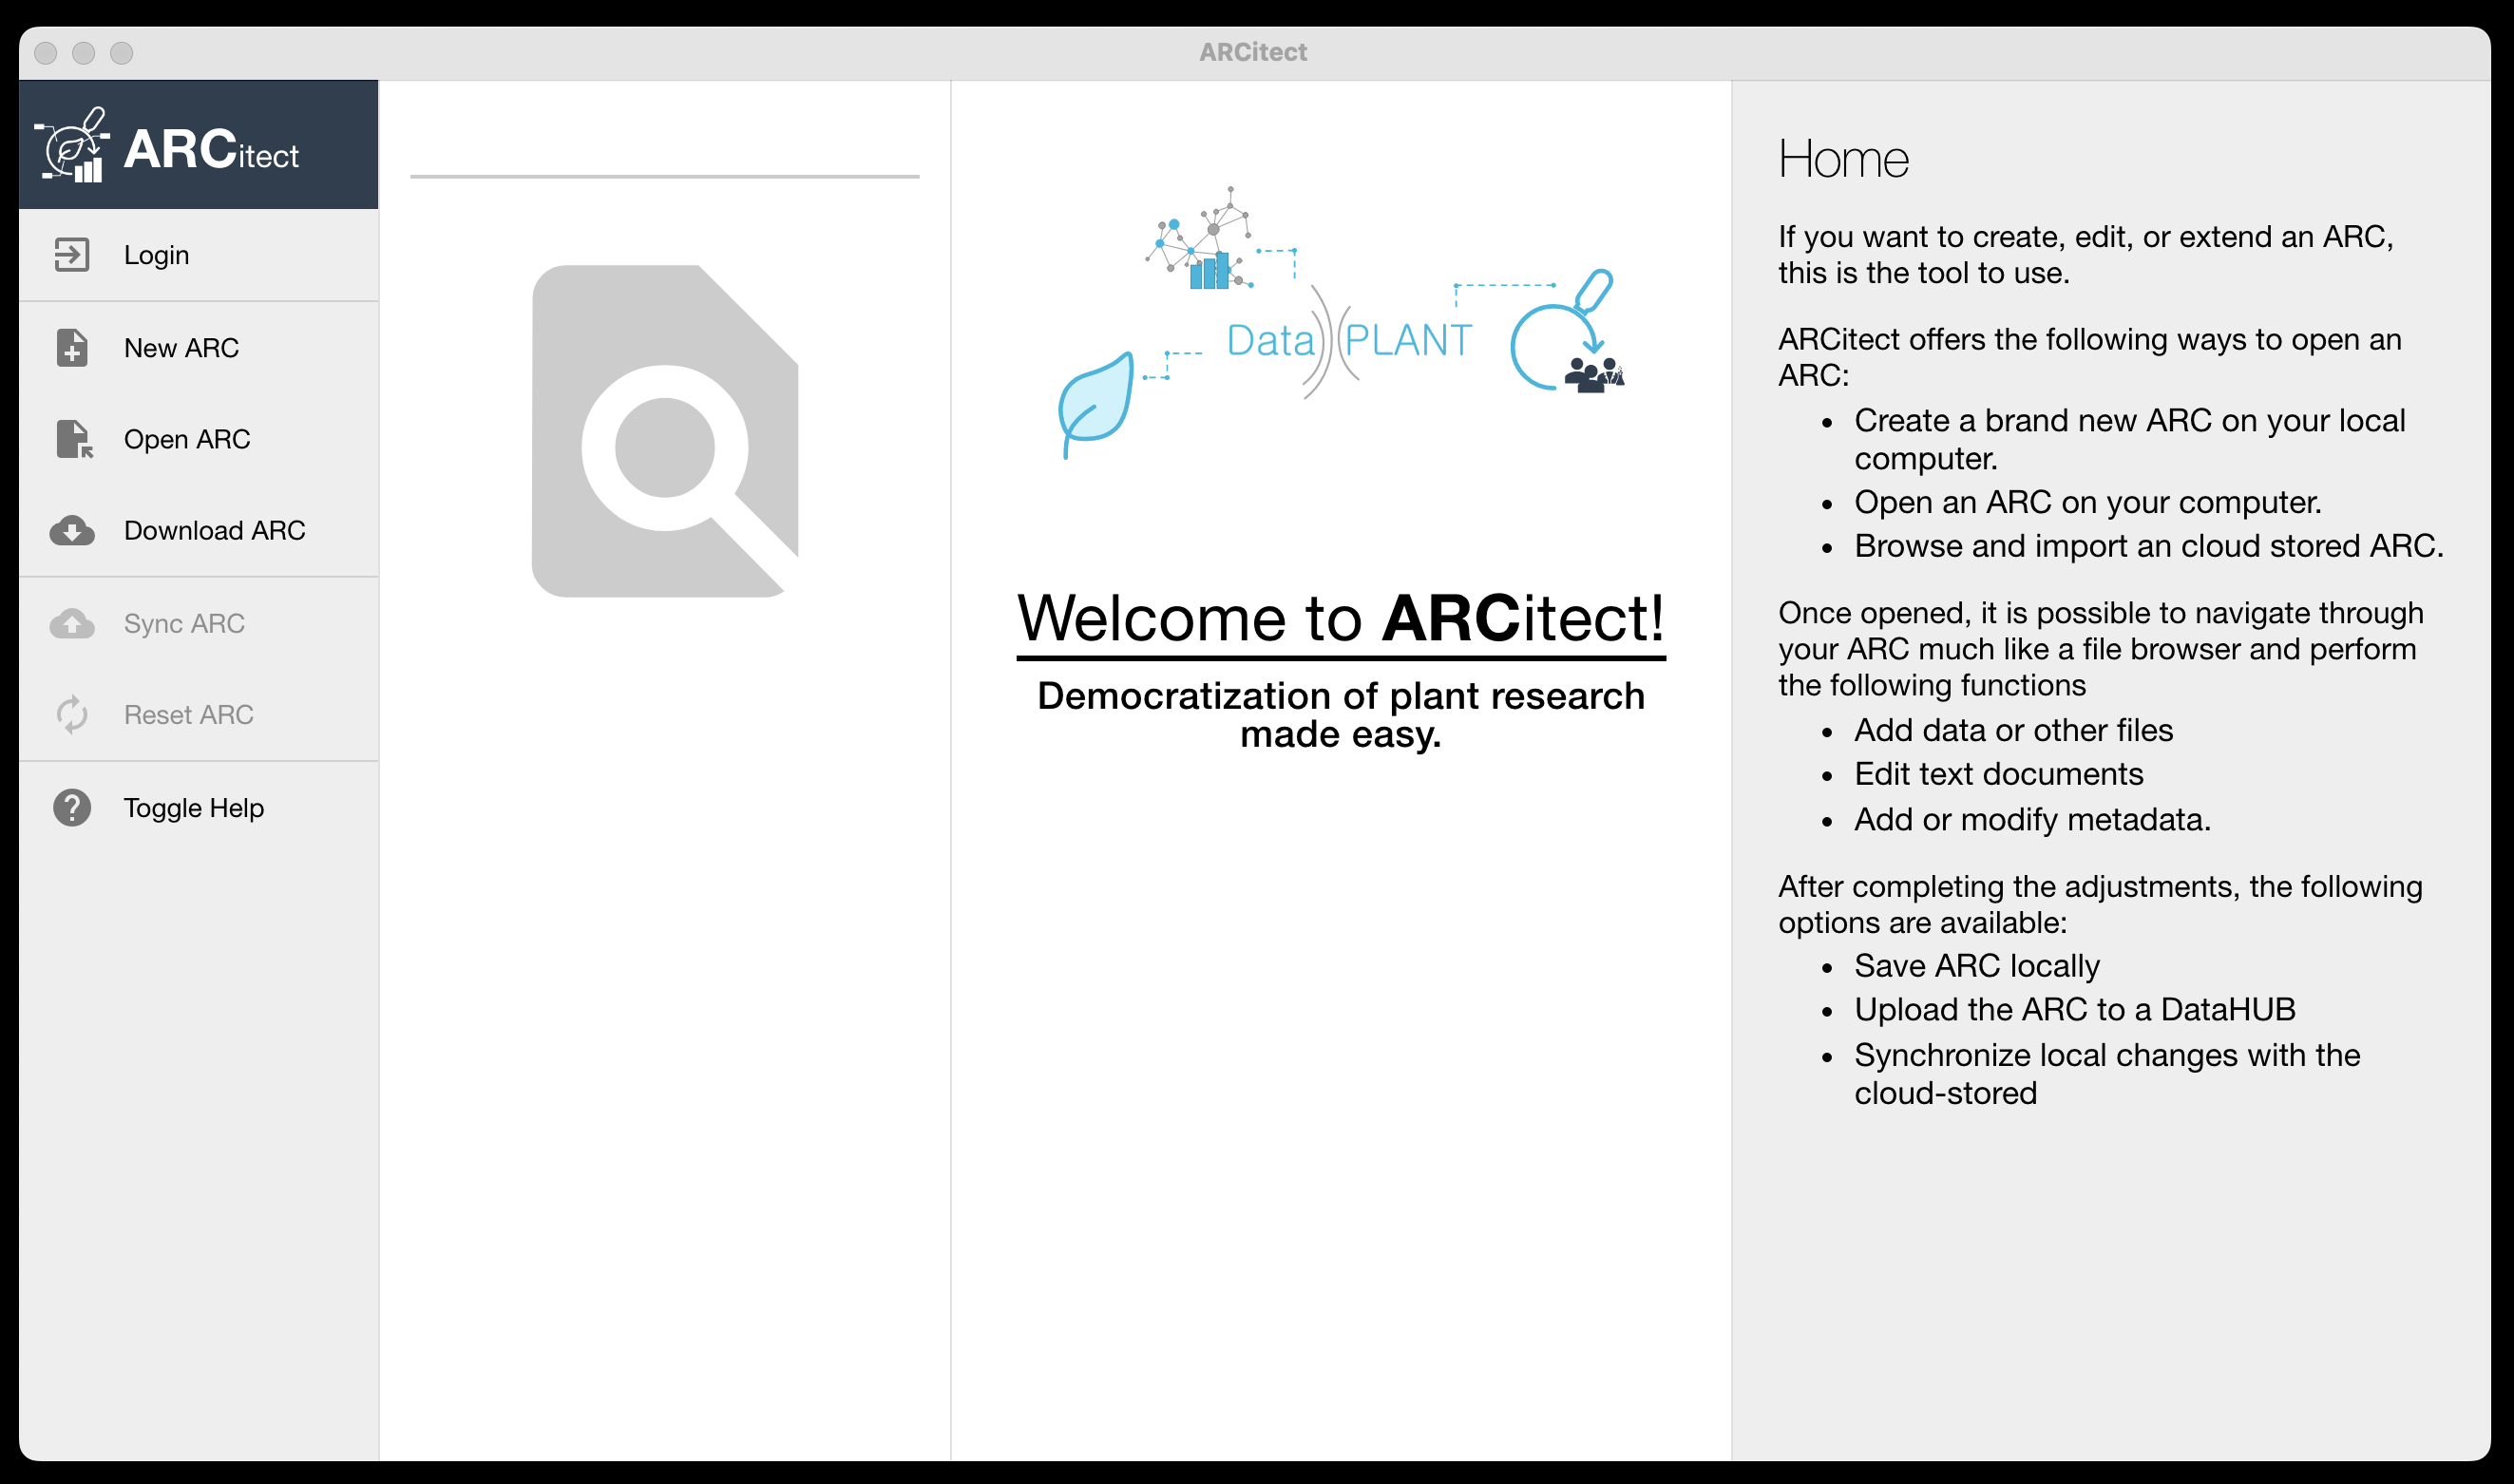 ARCitect
ARCitect
Login
New ARC
Open ARC
Download ARC
Sync ARC
Reset ARC
Toggle Help
Data PLANT
Welcome to ARCitect!
Democratization of plant research
made easy.
Home
If you want to create, edit, or extend an ARC,
this is the tool to use.
ARCitect offers the following ways to open an
ARC:
• Create a brand new ARC on your local
computer.
• Open an ARC on your computer.
• Browse and import an cloud stored ARC.
Once opened, it is possible to navigate through
your ARC much like a file browser and perform
the following functions
• Add data or other files
• Edit text documents
• Add or modify metadata.
After completing the adjustments, the following
options are available:
• Save ARC locally
• Upload the ARC to a DataHUB
• Synchronize local changes with the
cloud-stored